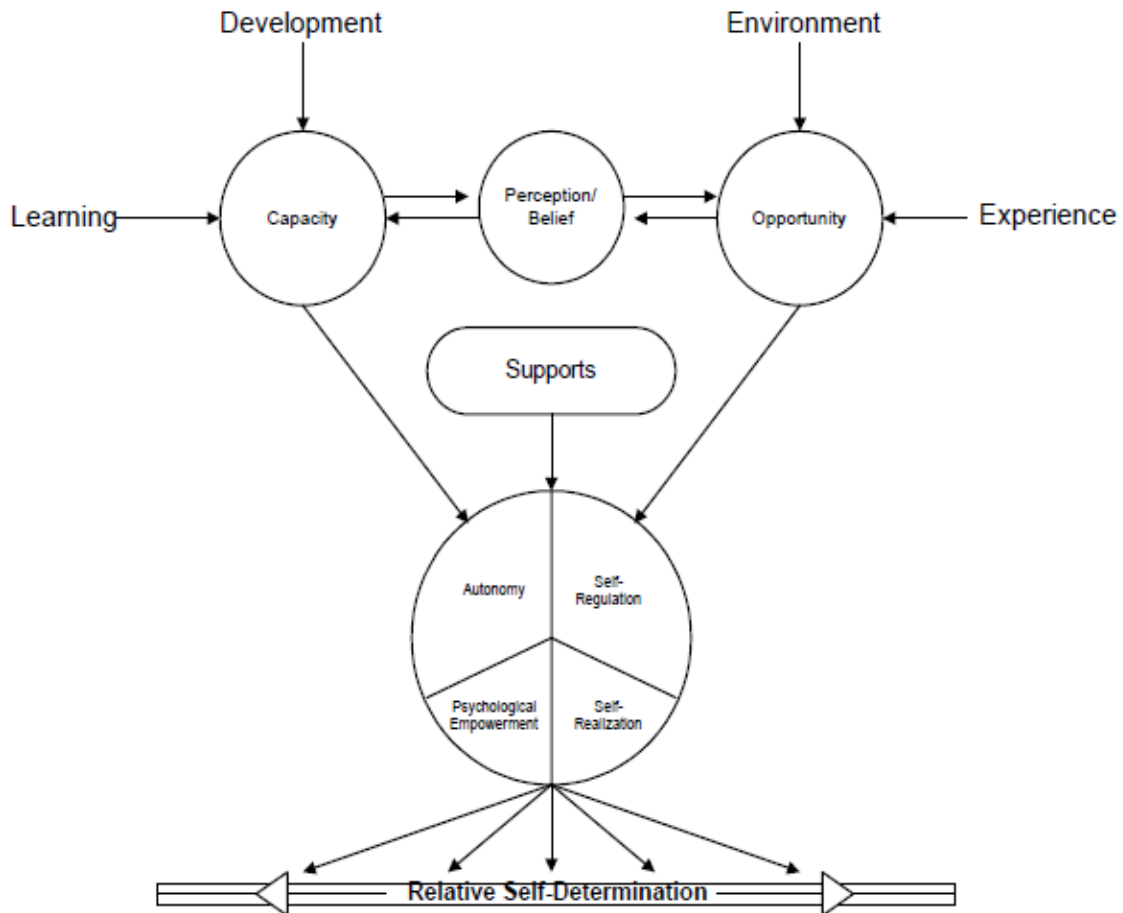 Development
Environment
Perception/
Belief
Learning
Capacity
Opportunity
Experience
Supports
Autonomy
Self-
Regulation
Psychological
Empowerment
Self-
Realization
Relative Self-Determination